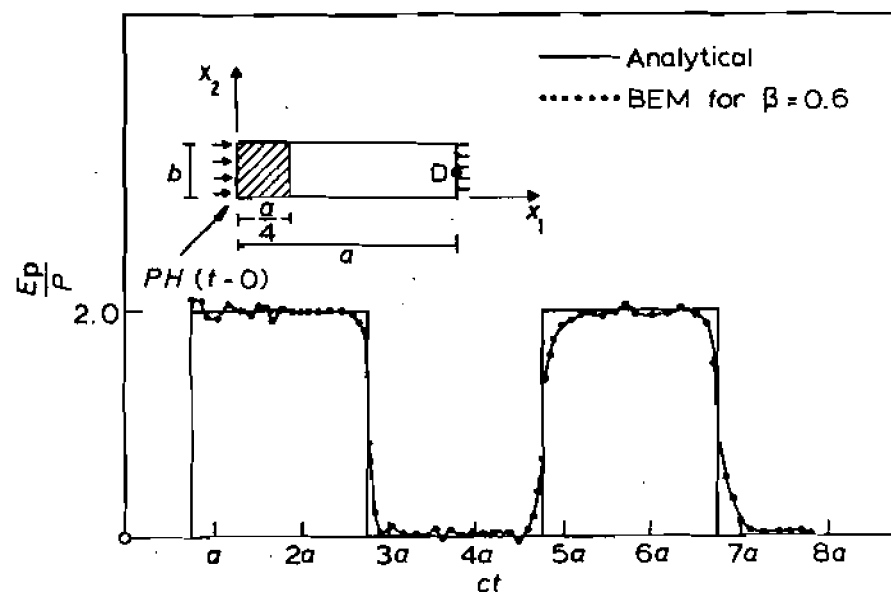 Analytical
BEM for β = 0.6
x₂
b
D
x₁
a/4
a
PH (t-0)
Ep/P
2.0
0
a 2a 3a 4a 5a 6a 7a 8a
ct